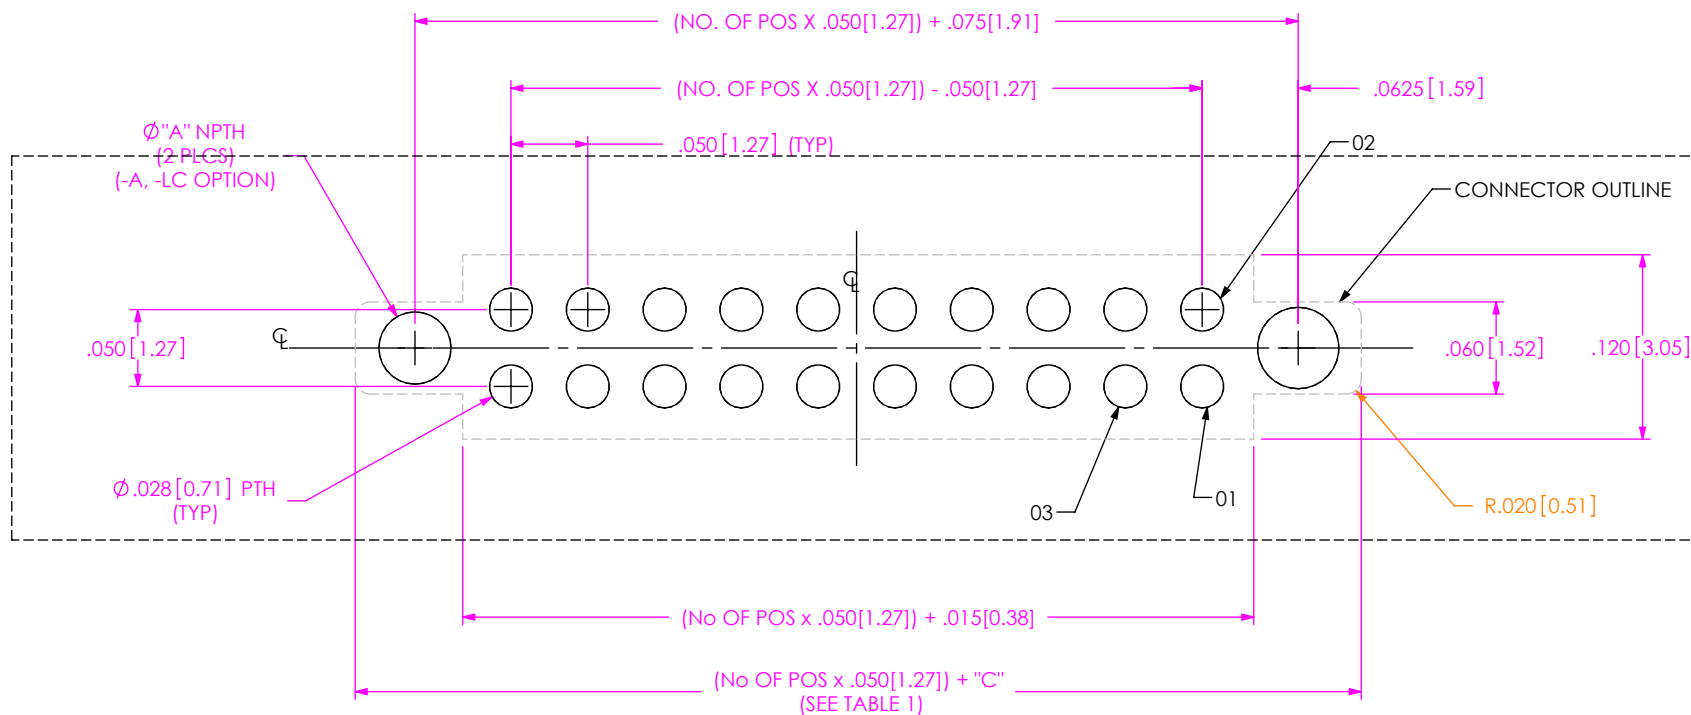 (NO. OF POS X .050[1.27]) + .075[1.91]
(NO. OF POS X .050[1.27]) - .050[1.27]
.0625[1.59]
Ø"A" NPTH
(2 PLCS)
(-A, -LC OPTION)
.050[1.27] (TYP)
02
CONNECTOR OUTLINE
℄
℄
.050[1.27]
.060[1.52]
.120[3.05]
Ø.028[0.71] PTH
(TYP)
03
01
R.020[0.51]
(No OF POS x .050[1.27]) + .015[0.38]
(No OF POS x .050[1.27]) + "C"
(SEE TABLE 1)